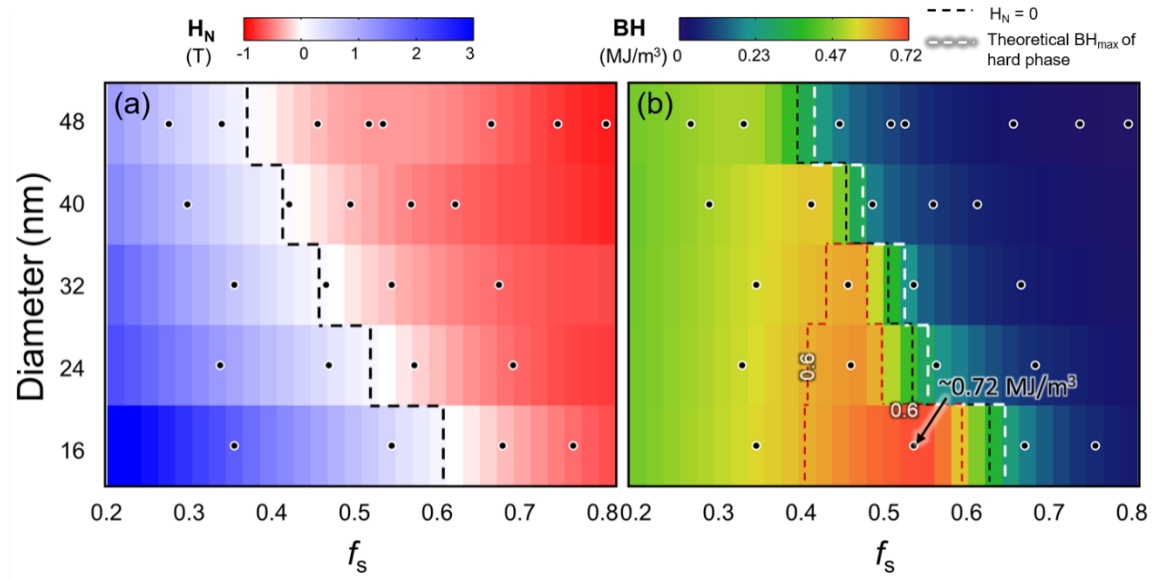 H_N
(T)
-1 0 1 2 3
BH
(MJ/m³)
0 0.23 0.47 0.72
H_N = 0
Theoretical BH_max of
hard phase
(a)
(b)
Diameter (nm)
48
40
32
24
16
0.6
0.6
~0.72 MJ/m³
0.2 0.3 0.4 0.5 0.6 0.7 0.8
0.2 0.3 0.4 0.5 0.6 0.7 0.8
f_s
f_s